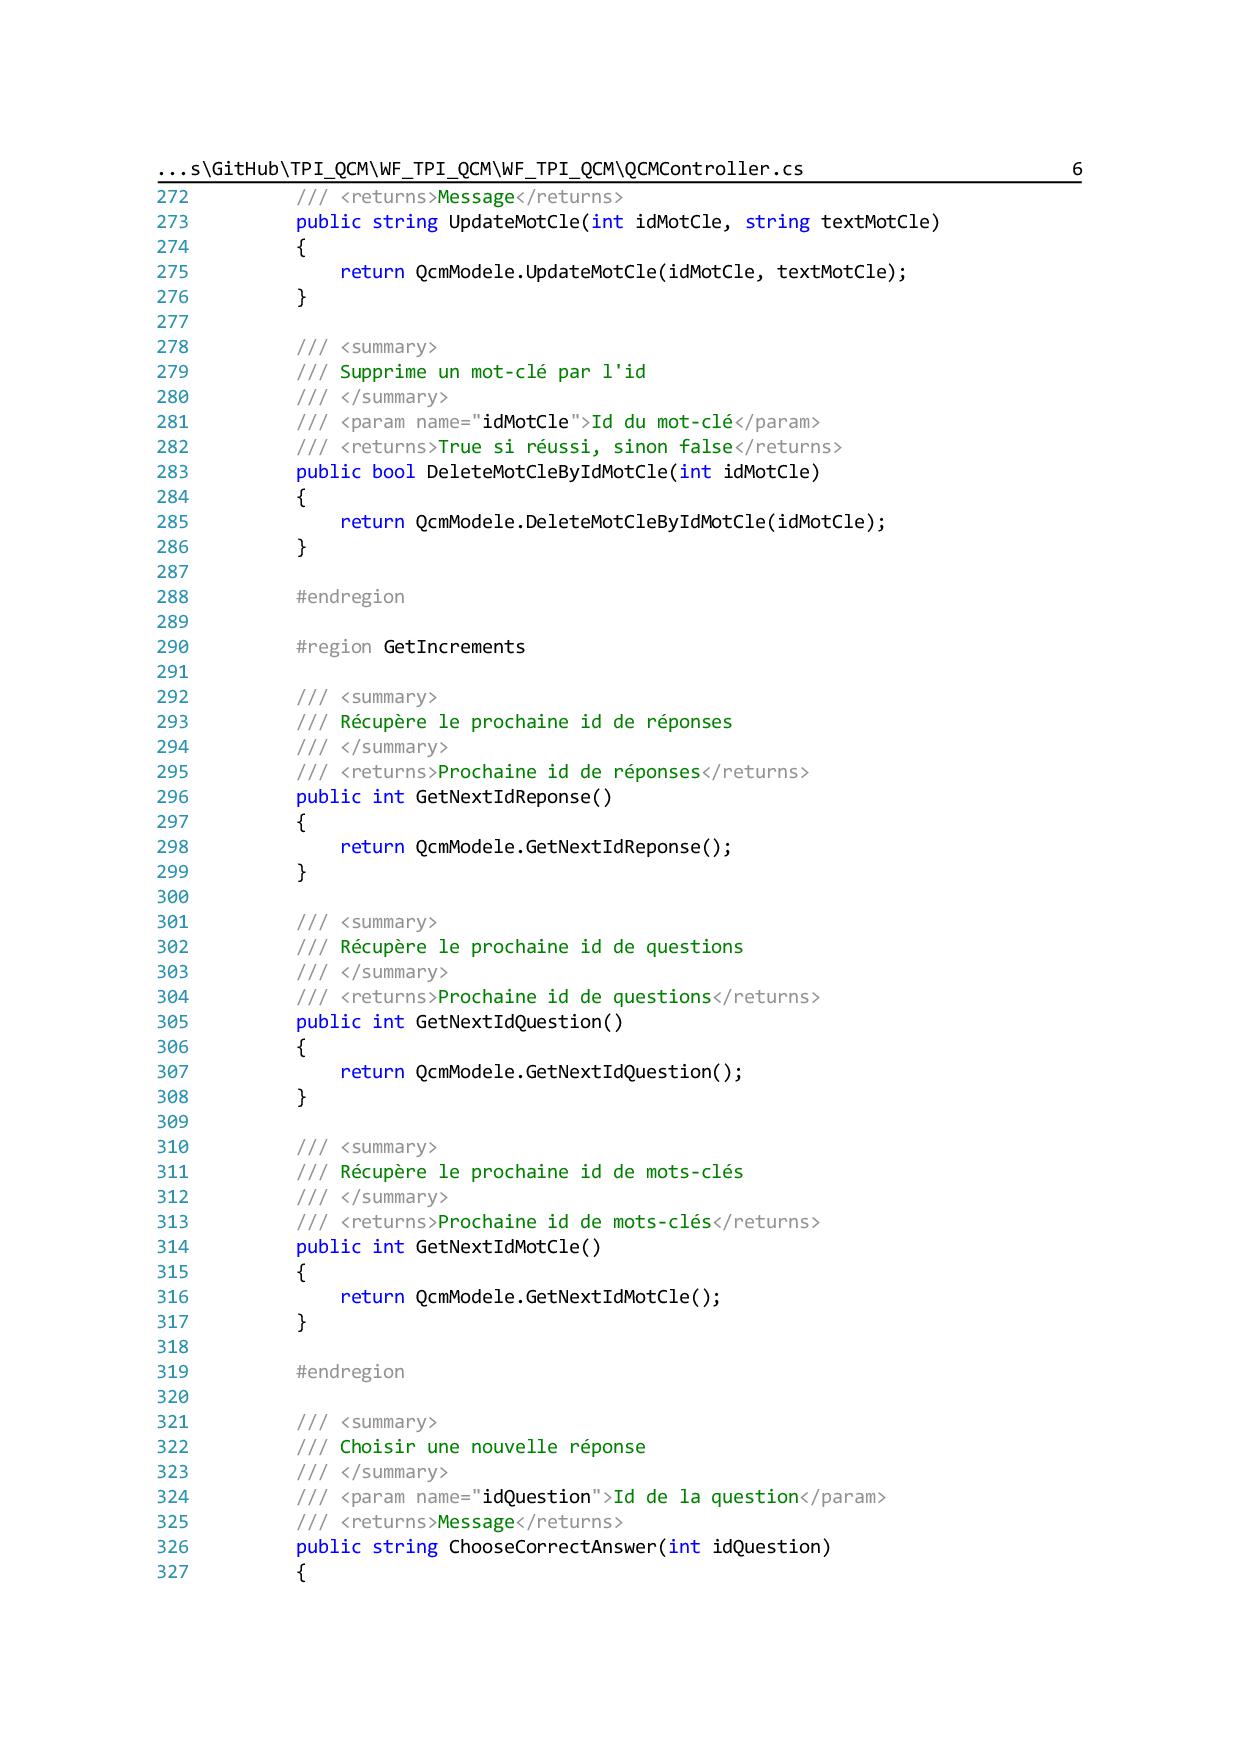 ...s\GitHub\TPI_QCM\WF_TPI_QCM\WF_TPI_QCM\QCMController.cs 6
272 /// <returns>Message</returns>
273 public string UpdateMotCle(int idMotCle, string textMotCle)
274 {
275 return QcmModele.UpdateMotCle(idMotCle, textMotCle);
276 }
277
278 /// <summary>
279 /// Supprime un mot-clé par l'id
280 /// </summary>
281 /// <param name="idMotCle">Id du mot-clé</param>
282 /// <returns>True si réussi, sinon false</returns>
283 public bool DeleteMotCleByIdMotCle(int idMotCle)
284 {
285 return QcmModele.DeleteMotCleByIdMotCle(idMotCle);
286 }
287
288 #endregion
289
290 #region GetIncrements
291
292 /// <summary>
293 /// Récupère le prochaine id de réponses
294 /// </summary>
295 /// <returns>Prochaine id de réponses</returns>
296 public int GetNextIdReponse()
297 {
298 return QcmModele.GetNextIdReponse();
299 }
300
301 /// <summary>
302 /// Récupère le prochaine id de questions
303 /// </summary>
304 /// <returns>Prochaine id de questions</returns>
305 public int GetNextIdQuestion()
306 {
307 return QcmModele.GetNextIdQuestion();
308 }
309
310 /// <summary>
311 /// Récupère le prochaine id de mots-clés
312 /// </summary>
313 /// <returns>Prochaine id de mots-clés</returns>
314 public int GetNextIdMotCle()
315 {
316 return QcmModele.GetNextIdMotCle();
317 }
318
319 #endregion
320
321 /// <summary>
322 /// Choisir une nouvelle réponse
323 /// </summary>
324 /// <param name="idQuestion">Id de la question</param>
325 /// <returns>Message</returns>
326 public string ChooseCorrectAnswer(int idQuestion)
327 {